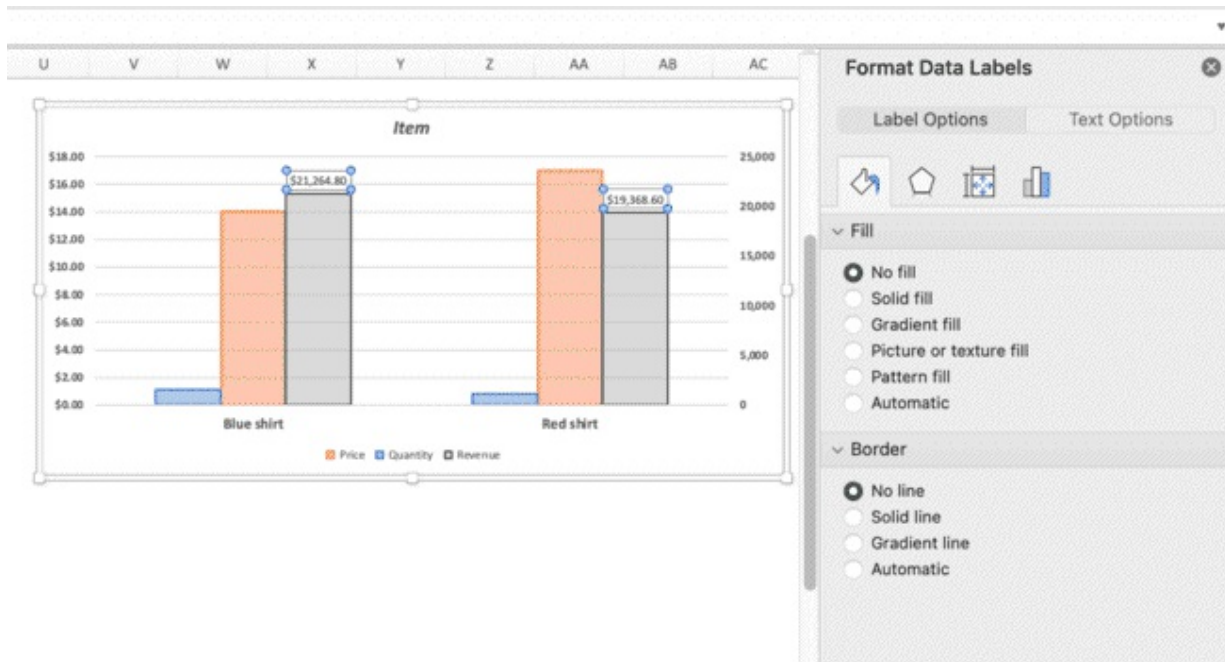 U V W X Y Z AA AB AC
Format Data Labels
Label Options Text Options
Item
$18.00
$16.00
$14.00
$12.00
$10.00
$8.00
$6.00
$4.00
$2.00
$0.00
$21,264.80
$19,368.60
25,000
20,000
15,000
10,000
5,000
0
Blue shirt Red shirt
Price Quantity Revenue
Fill
No fill
Solid fill
Gradient fill
Picture or texture fill
Pattern fill
Automatic
Border
No line
Solid line
Gradient line
Automatic